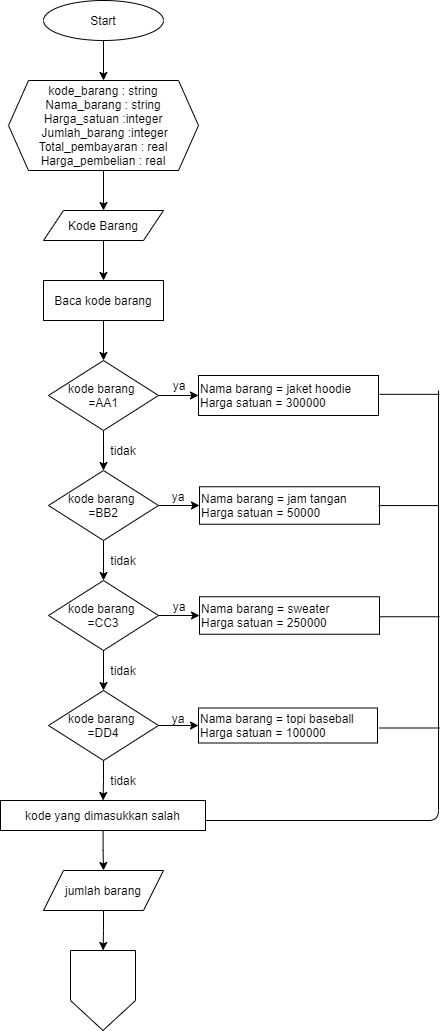 Start
kode_barang : string
Nama_barang : string
Harga_satuan :integer
Jumlah_barang :integer
Total_pembayaran : real
Harga_pembelian : real
Kode Barang
Baca kode barang
kode barang
=AA1
ya
Nama barang = jaket hoodie
Harga satuan = 300000
tidak
kode barang
=BB2
ya
Nama barang = jam tangan
Harga satuan = 50000
tidak
kode barang
=CC3
ya
Nama barang = sweater
Harga satuan = 250000
tidak
kode barang
=DD4
ya
Nama barang = topi baseball
Harga satuan = 100000
tidak
kode yang dimasukkan salah
jumlah barang